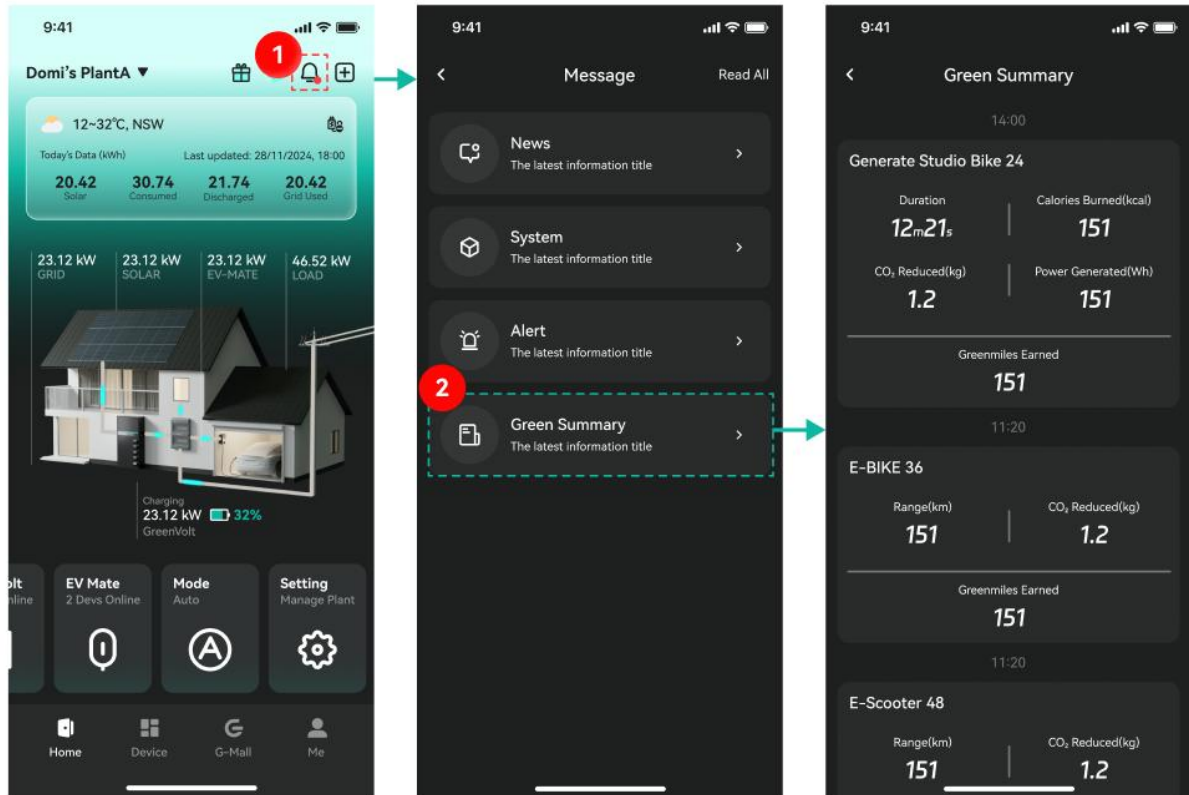 9:41
1
Domi's PlantA ▼
12~32°C, NSW
Today's Data (kWh) Last updated: 28/11/2024, 18:00
20.42 30.74 21.74 20.42
Solar Consumed Discharged Grid Used
23.12 kW 23.12 kW 23.12 kW 46.52 kW
GRID SOLAR EV-MATE LOAD
Charging
23.12 kW 32%
GreenVolt
olt EV Mate Mode Setting
nline 2 Devs Online Auto Manage Plant
A
Home Device G-Mall Me
9:41
Message Read All
News
The latest information title
System
The latest information title
Alert
The latest information title
2
Green Summary
The latest information title
9:41
Green Summary
14:00
Generate Studio Bike 24
Duration Calories Burned(kcal)
12m21s 151
CO₂ Reduced(kg) Power Generated(Wh)
1.2 151
Greenmiles Earned
151
11:20
E-BIKE 36
Range(km) CO₂ Reduced(kg)
151 1.2
Greenmiles Earned
151
11:20
E-Scooter 48
Range(km) CO₂ Reduced(kg)
151 1.2